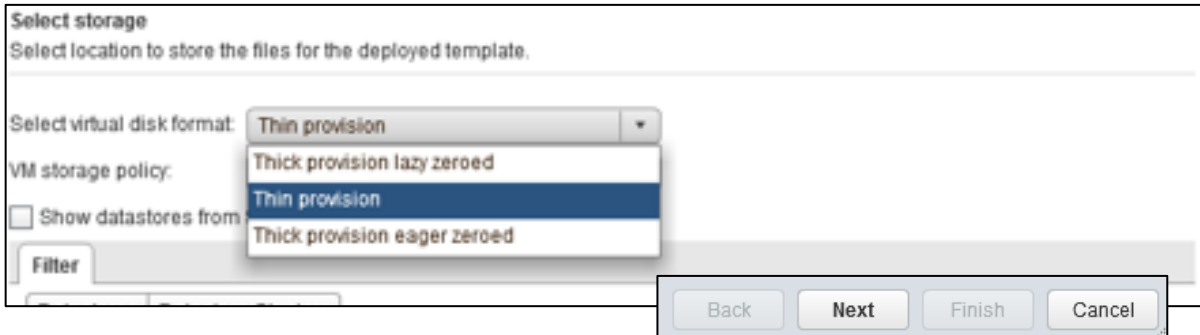 Select storage
Select location to store the files for the deployed template.
Select virtual disk format: Thin provision
Thick provision lazy zeroed
VM storage policy:
Thin provision
Show datastores from
Thick provision eager zeroed
Filter
Back Next Finish Cancel